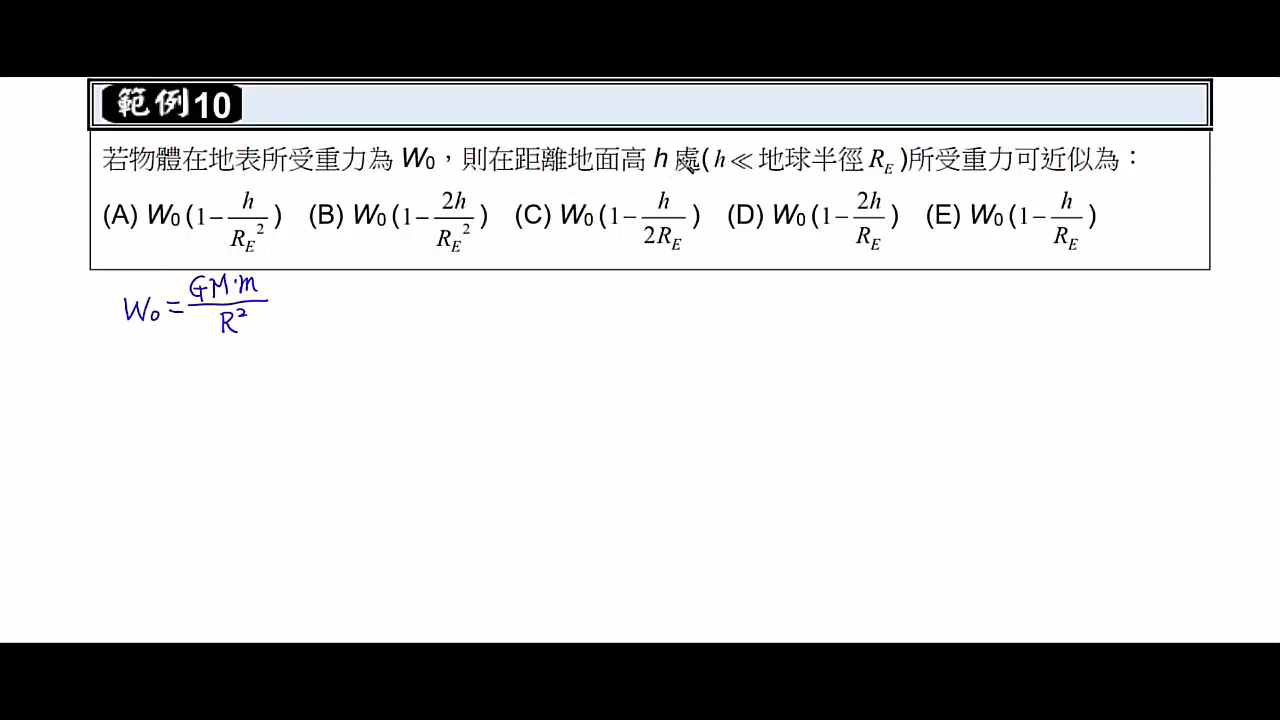 範例10
若物體在地表所受重力為 W₀，則在距離地面高 h 處( h ≪ 地球半徑 R_E )所受重力可近似為：
(A) W₀(1−h/R_E²) (B) W₀(1−2h/R_E²) (C) W₀(1−h/2R_E) (D) W₀(1−2h/R_E) (E) W₀(1−h/R_E)
W₀=GM·m/R²